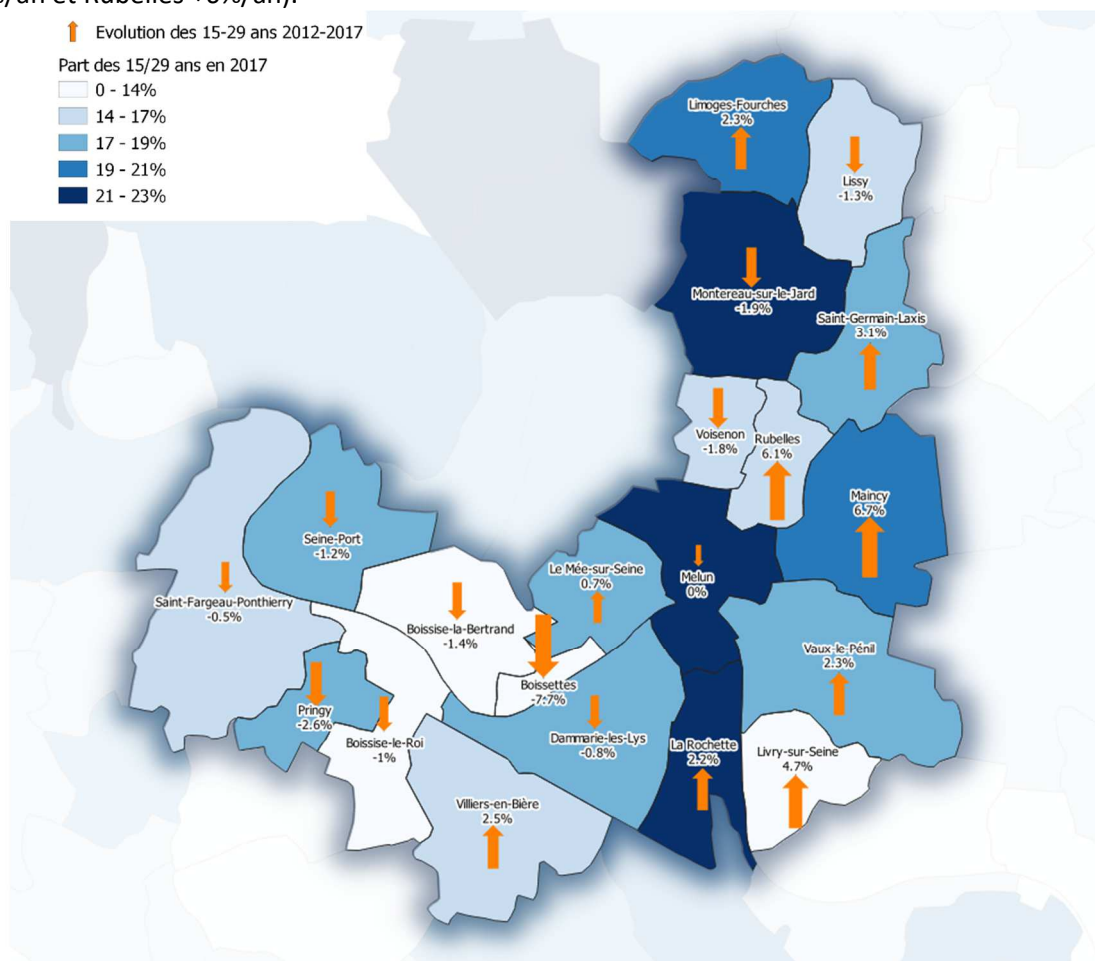 %/an et Rubelles +6%/an).
Evolution des 15-29 ans 2012-2017
Part des 15/29 ans en 2017
0 - 14%
14 - 17%
17 - 19%
19 - 21%
21 - 23%
Limoges-Fourches
2.3%
Lissy
-1.3%
Montereau-sur-le-Jard
-1.9%
Saint-Germain-Laxis
3.1%
Voisenon
-1.8%
Rubelles
6.1%
Maincy
6.7%
Seine-Port
-1.2%
Le Mée-sur-Seine
0.7%
Melun
0%
Saint-Fargeau-Ponthierry
-0.5%
Boissise-la-Bertrand
-1.4%
Vaux-le-Pénil
2.3%
Boissettes
-7.7%
Pringy
-2.6%
Boissise-le-Roi
-1%
Dammarie-les-Lys
-0.8%
La Rochette
2.2%
Livry-sur-Seine
4.7%
Villiers-en-Bière
2.5%